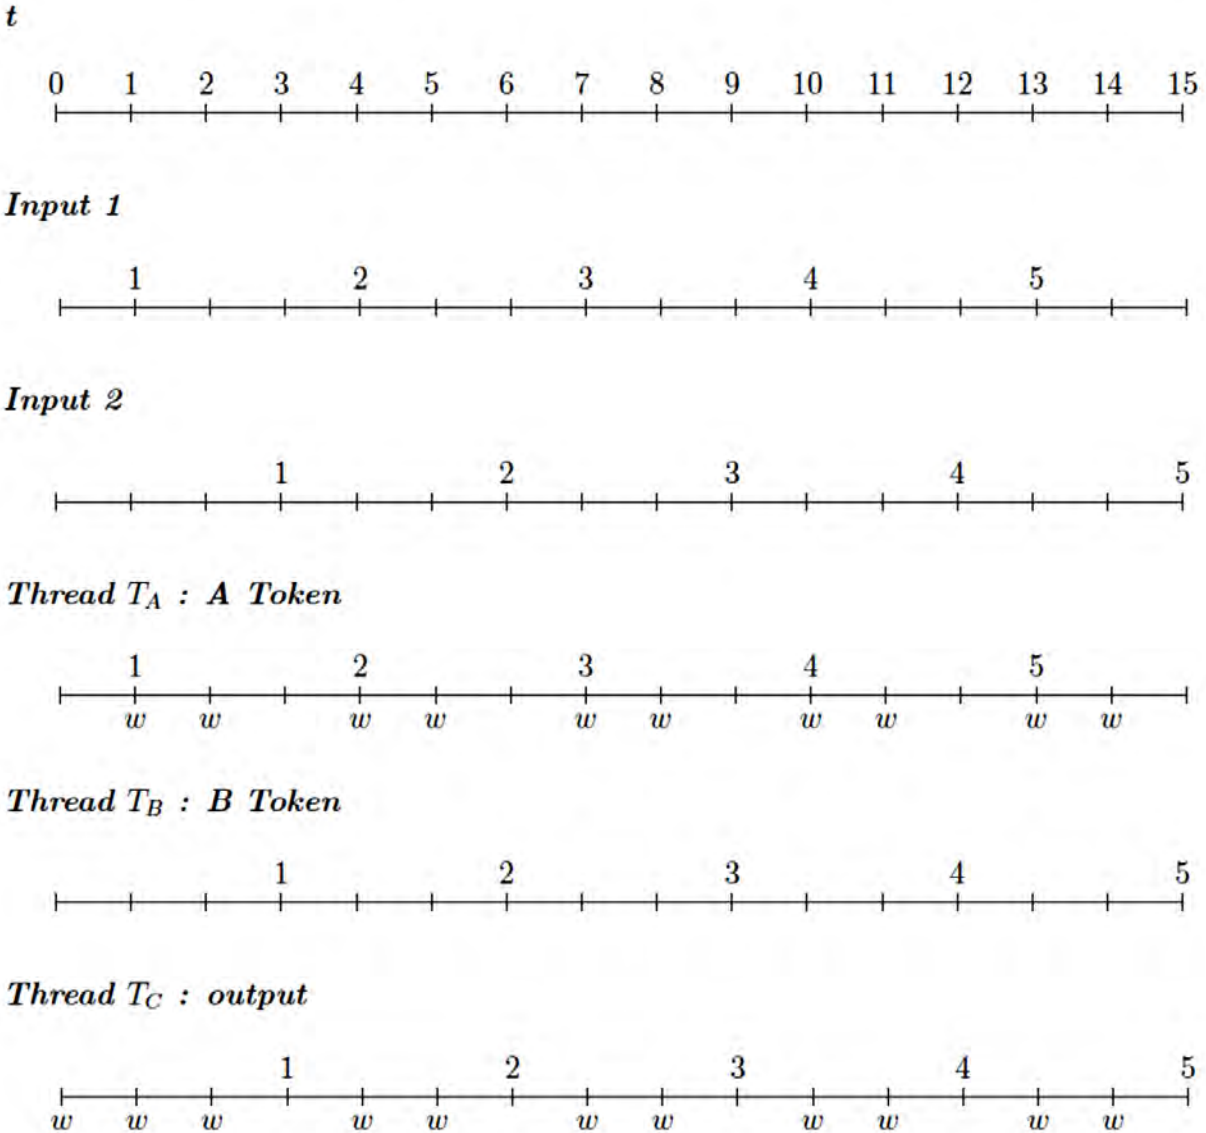 t
0 1 2 3 4 5 6 7 8 9 10 11 12 13 14 15
Input 1
1 2 3 4 5
Input 2
1 2 3 4 5
Thread T_A : A Token
1 2 3 4 5
w w w w w w w w w w
Thread T_B : B Token
1 2 3 4 5
Thread T_C : output
1 2 3 4 5
w w w w w w w w w w w